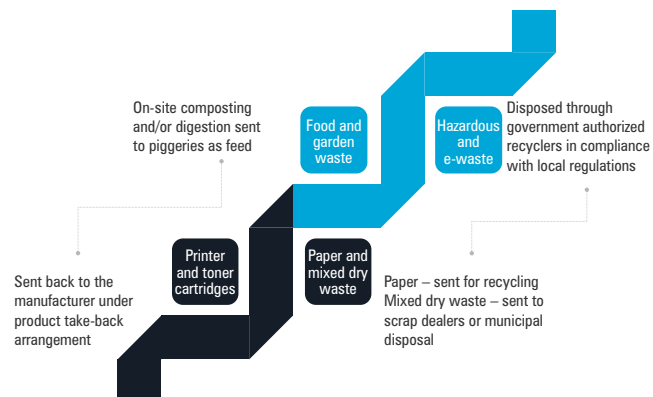 On-site composting
and/or digestion sent
to piggeries as feed
Food and
garden
waste
Hazardous
and
e-waste
Disposed through
government authorized
recyclers in compliance
with local regulations
Printer
and toner
cartridges
Paper and
mixed dry
waste
Sent back to the
manufacturer under
product take-back
arrangement
Paper – sent for recycling
Mixed dry waste – sent to
scrap dealers or municipal
disposal